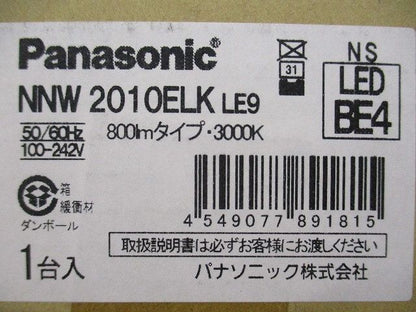 Panasonic
NS
31
LED
BE4
NNW 2010ELK LE9
50/60Hz
100-242V
800lmタイプ・3000K
箱
緩衝材
ダンボール
4 549077 891815
取扱説明書は必ずお客様にお渡しください
1台入
パナソニック株式会社